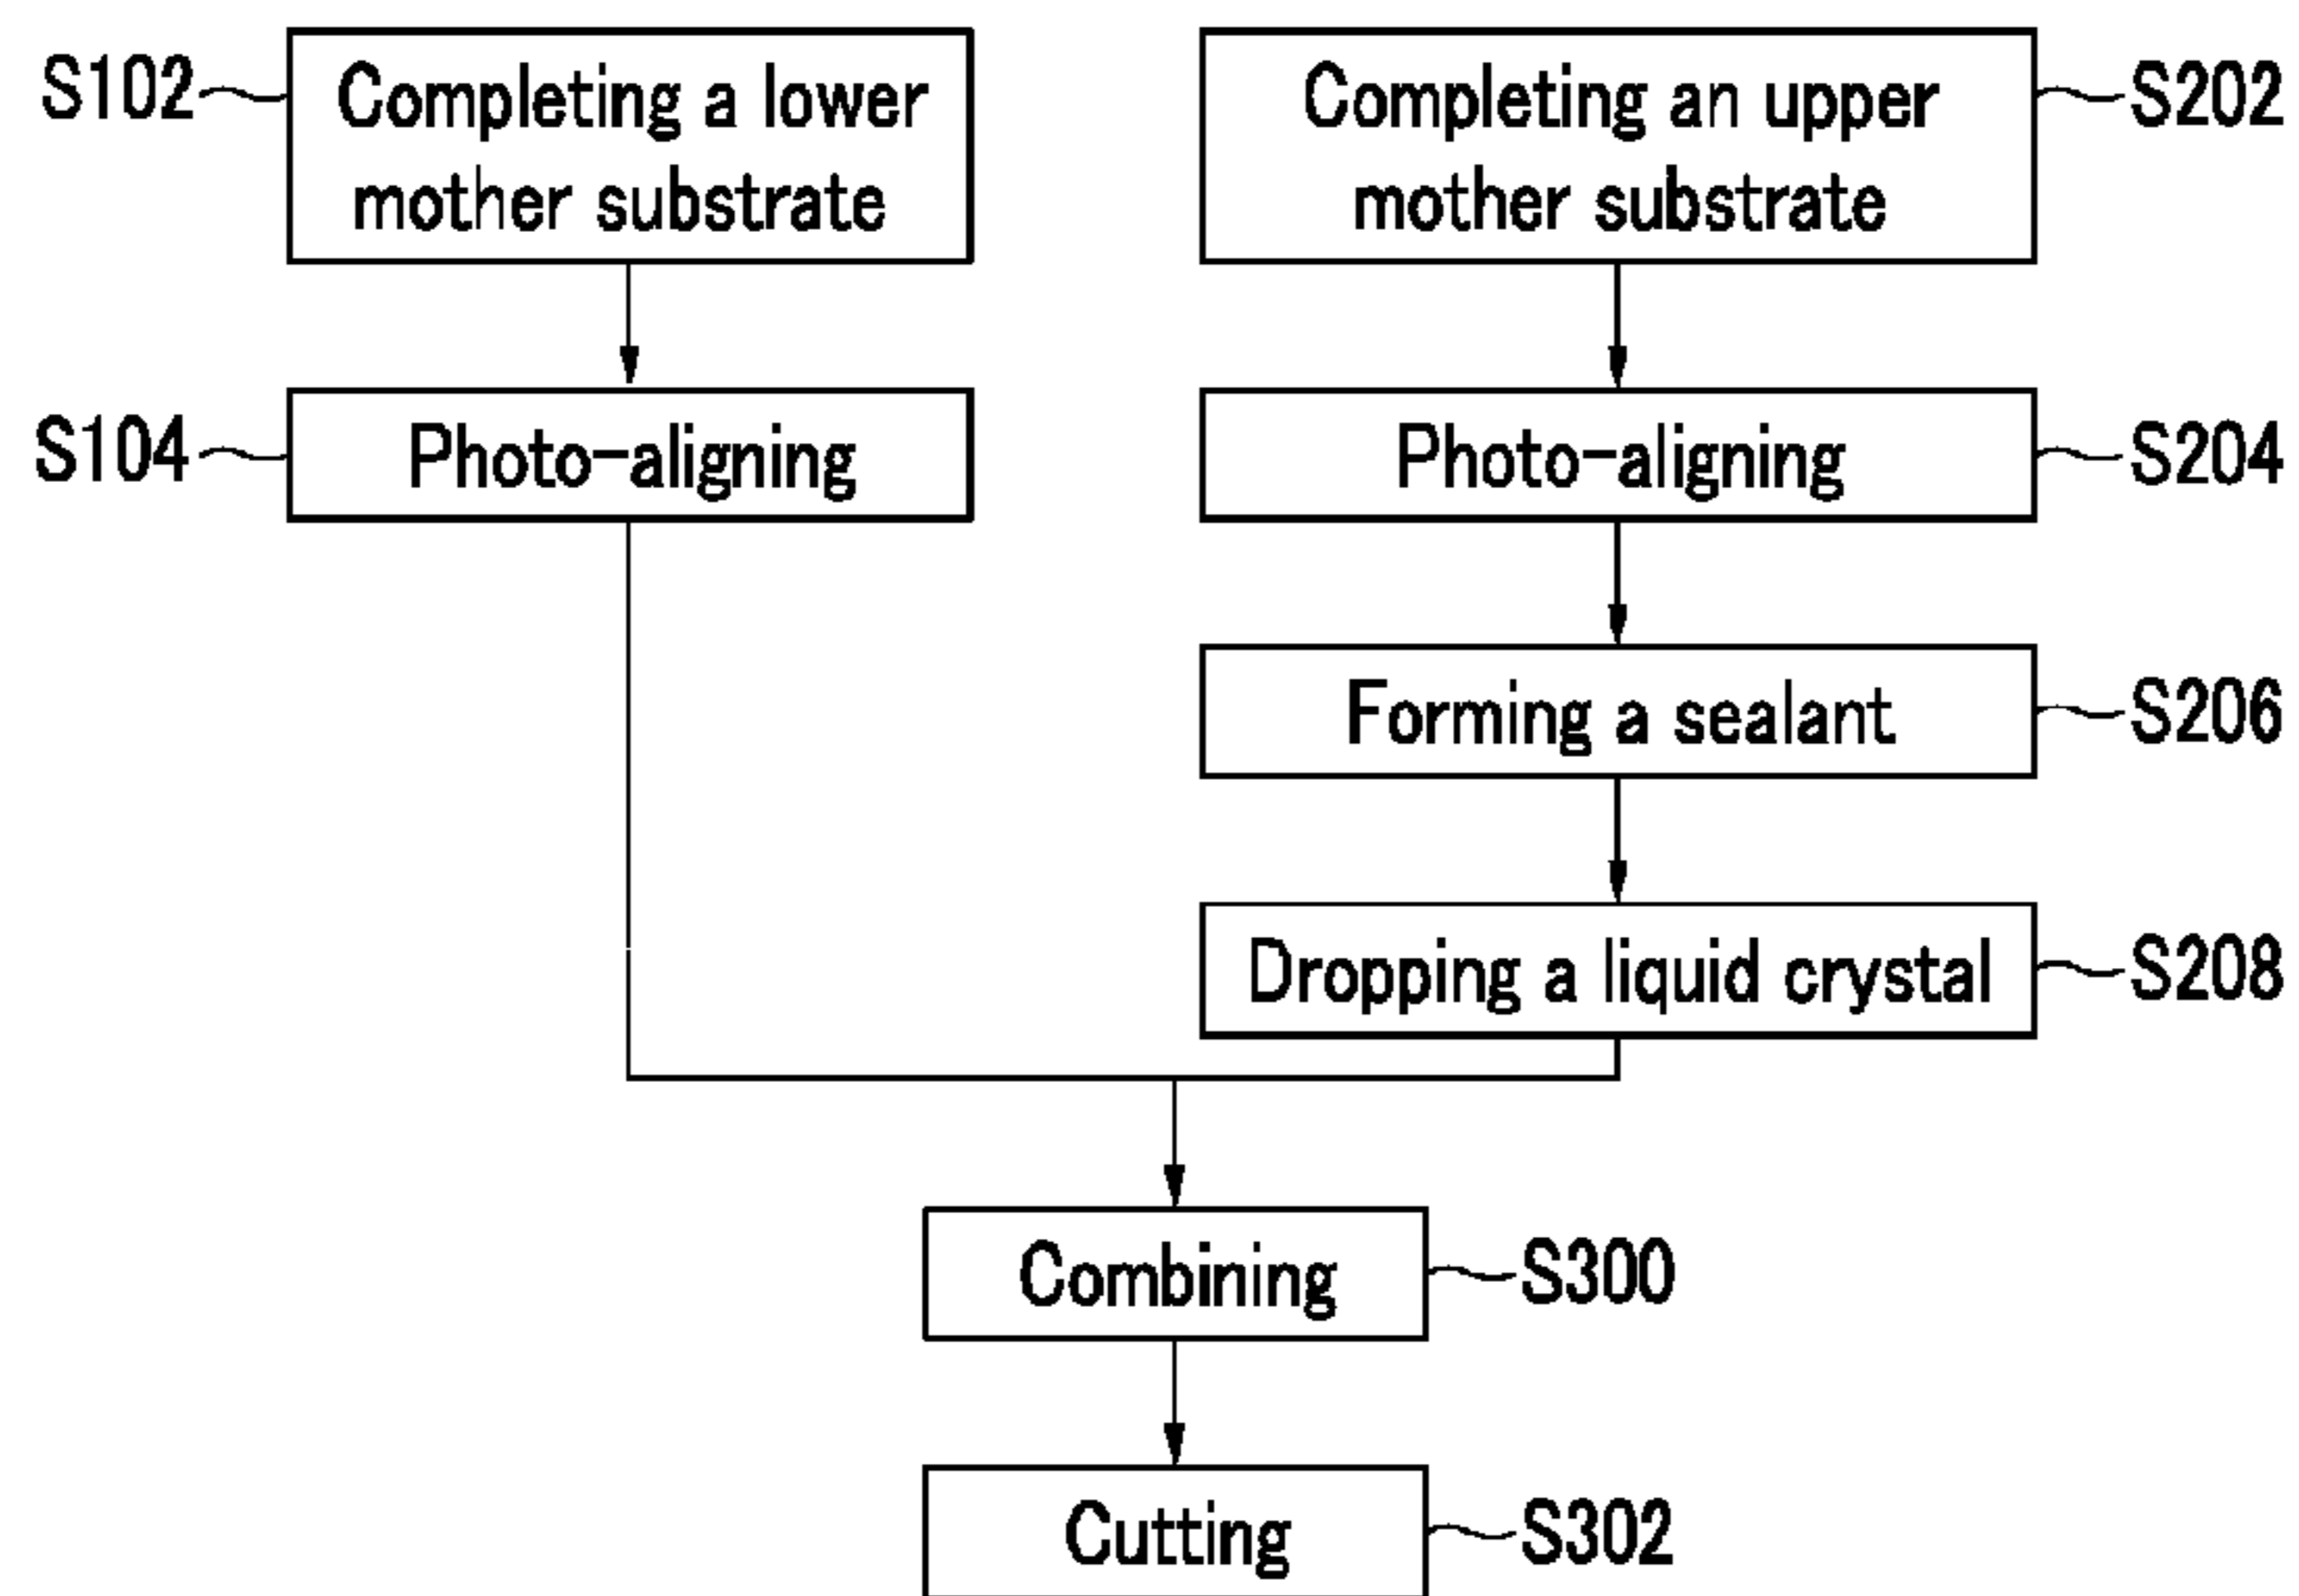 S102
Completing a lower
mother substrate
Completing an upper
mother substrate
S202
S104
Photo-aligning
Photo-aligning
S204
Forming a sealant
S206
Dropping a liquid crystal
S208
Combining
S300
Cutting
S302